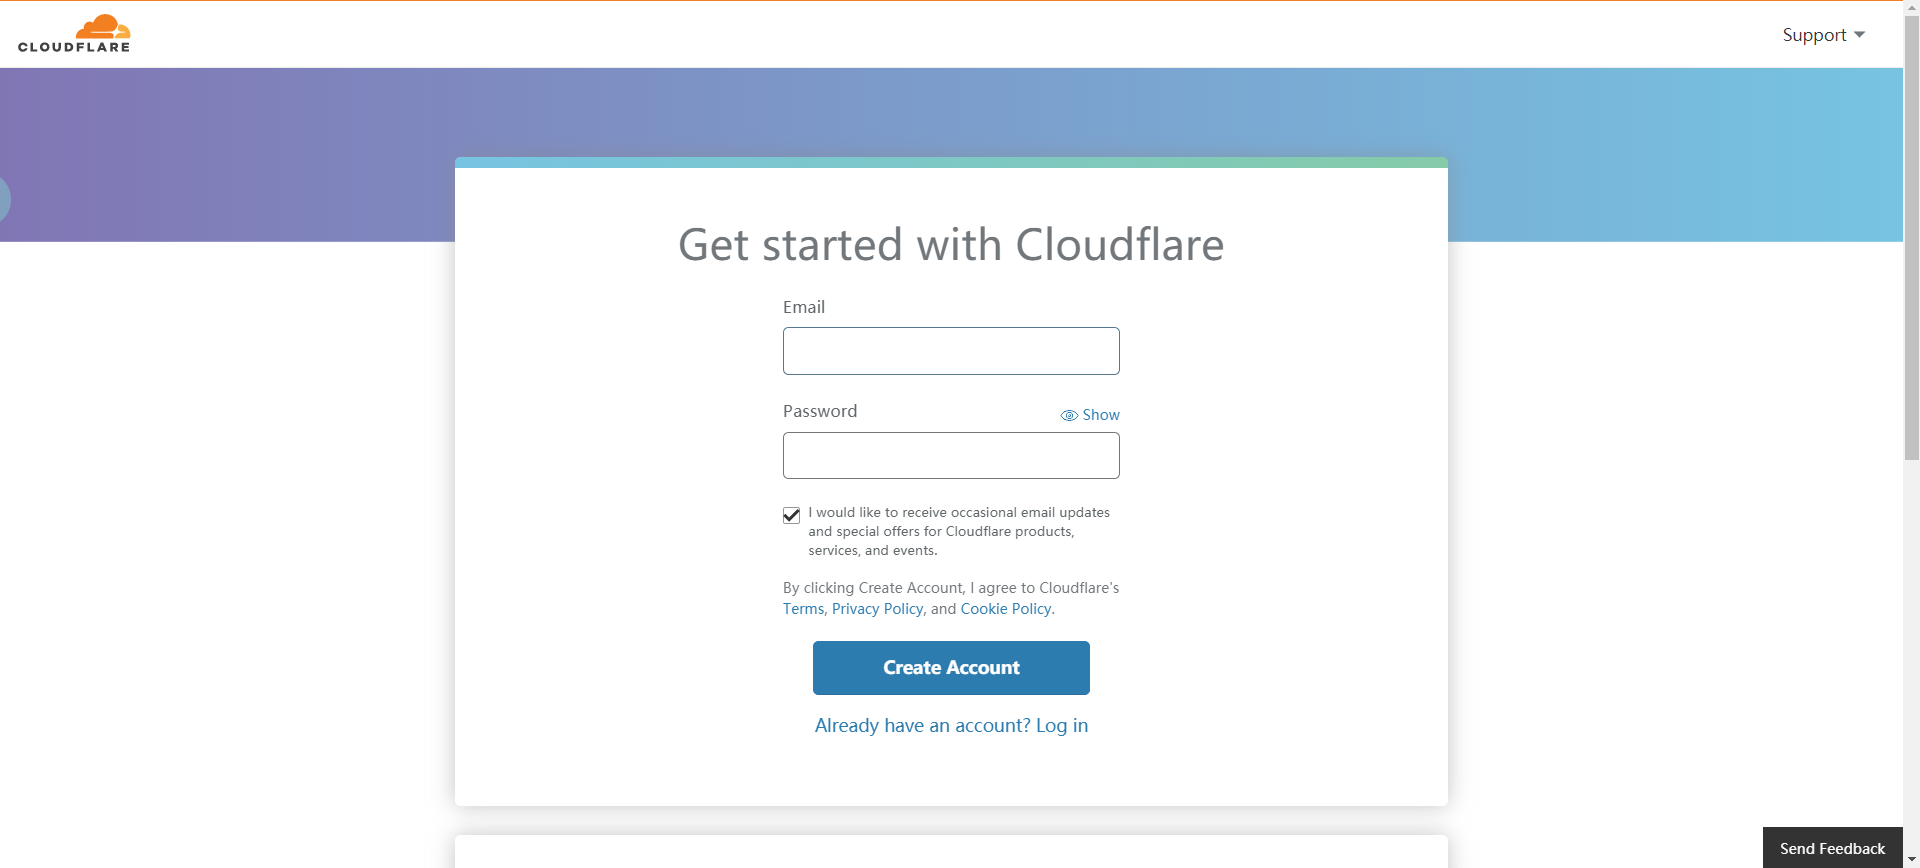 CLOUDFLARE
Support
Get started with Cloudflare
Email
Password
Show
I would like to receive occasional email updates
and special offers for Cloudflare products,
services, and events.
By clicking Create Account, I agree to Cloudflare's
Terms, Privacy Policy, and Cookie Policy.
Create Account
Already have an account? Log in
Send Feedback